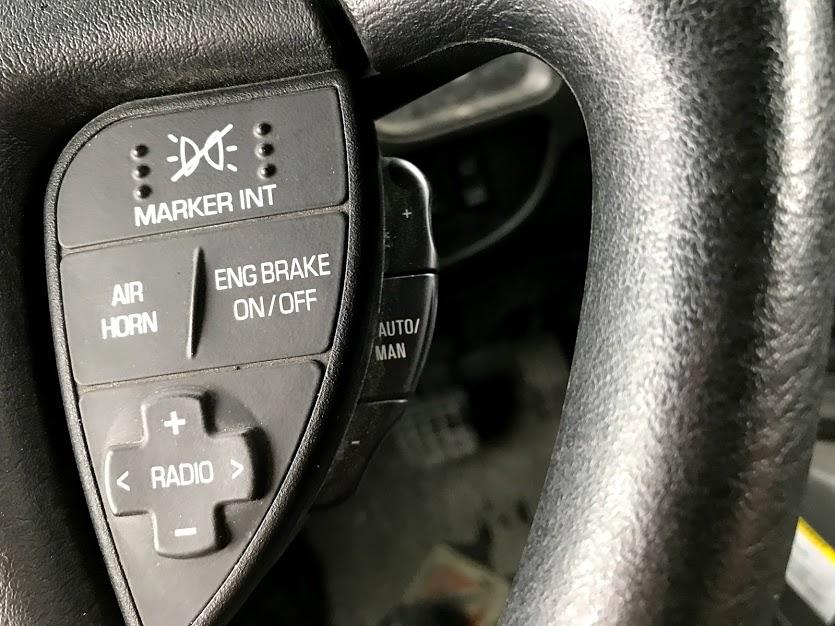 MARKER INT
AIR
HORN
ENG BRAKE
ON/OFF
+
< RADIO >
-
+
AUTO/
MAN
-